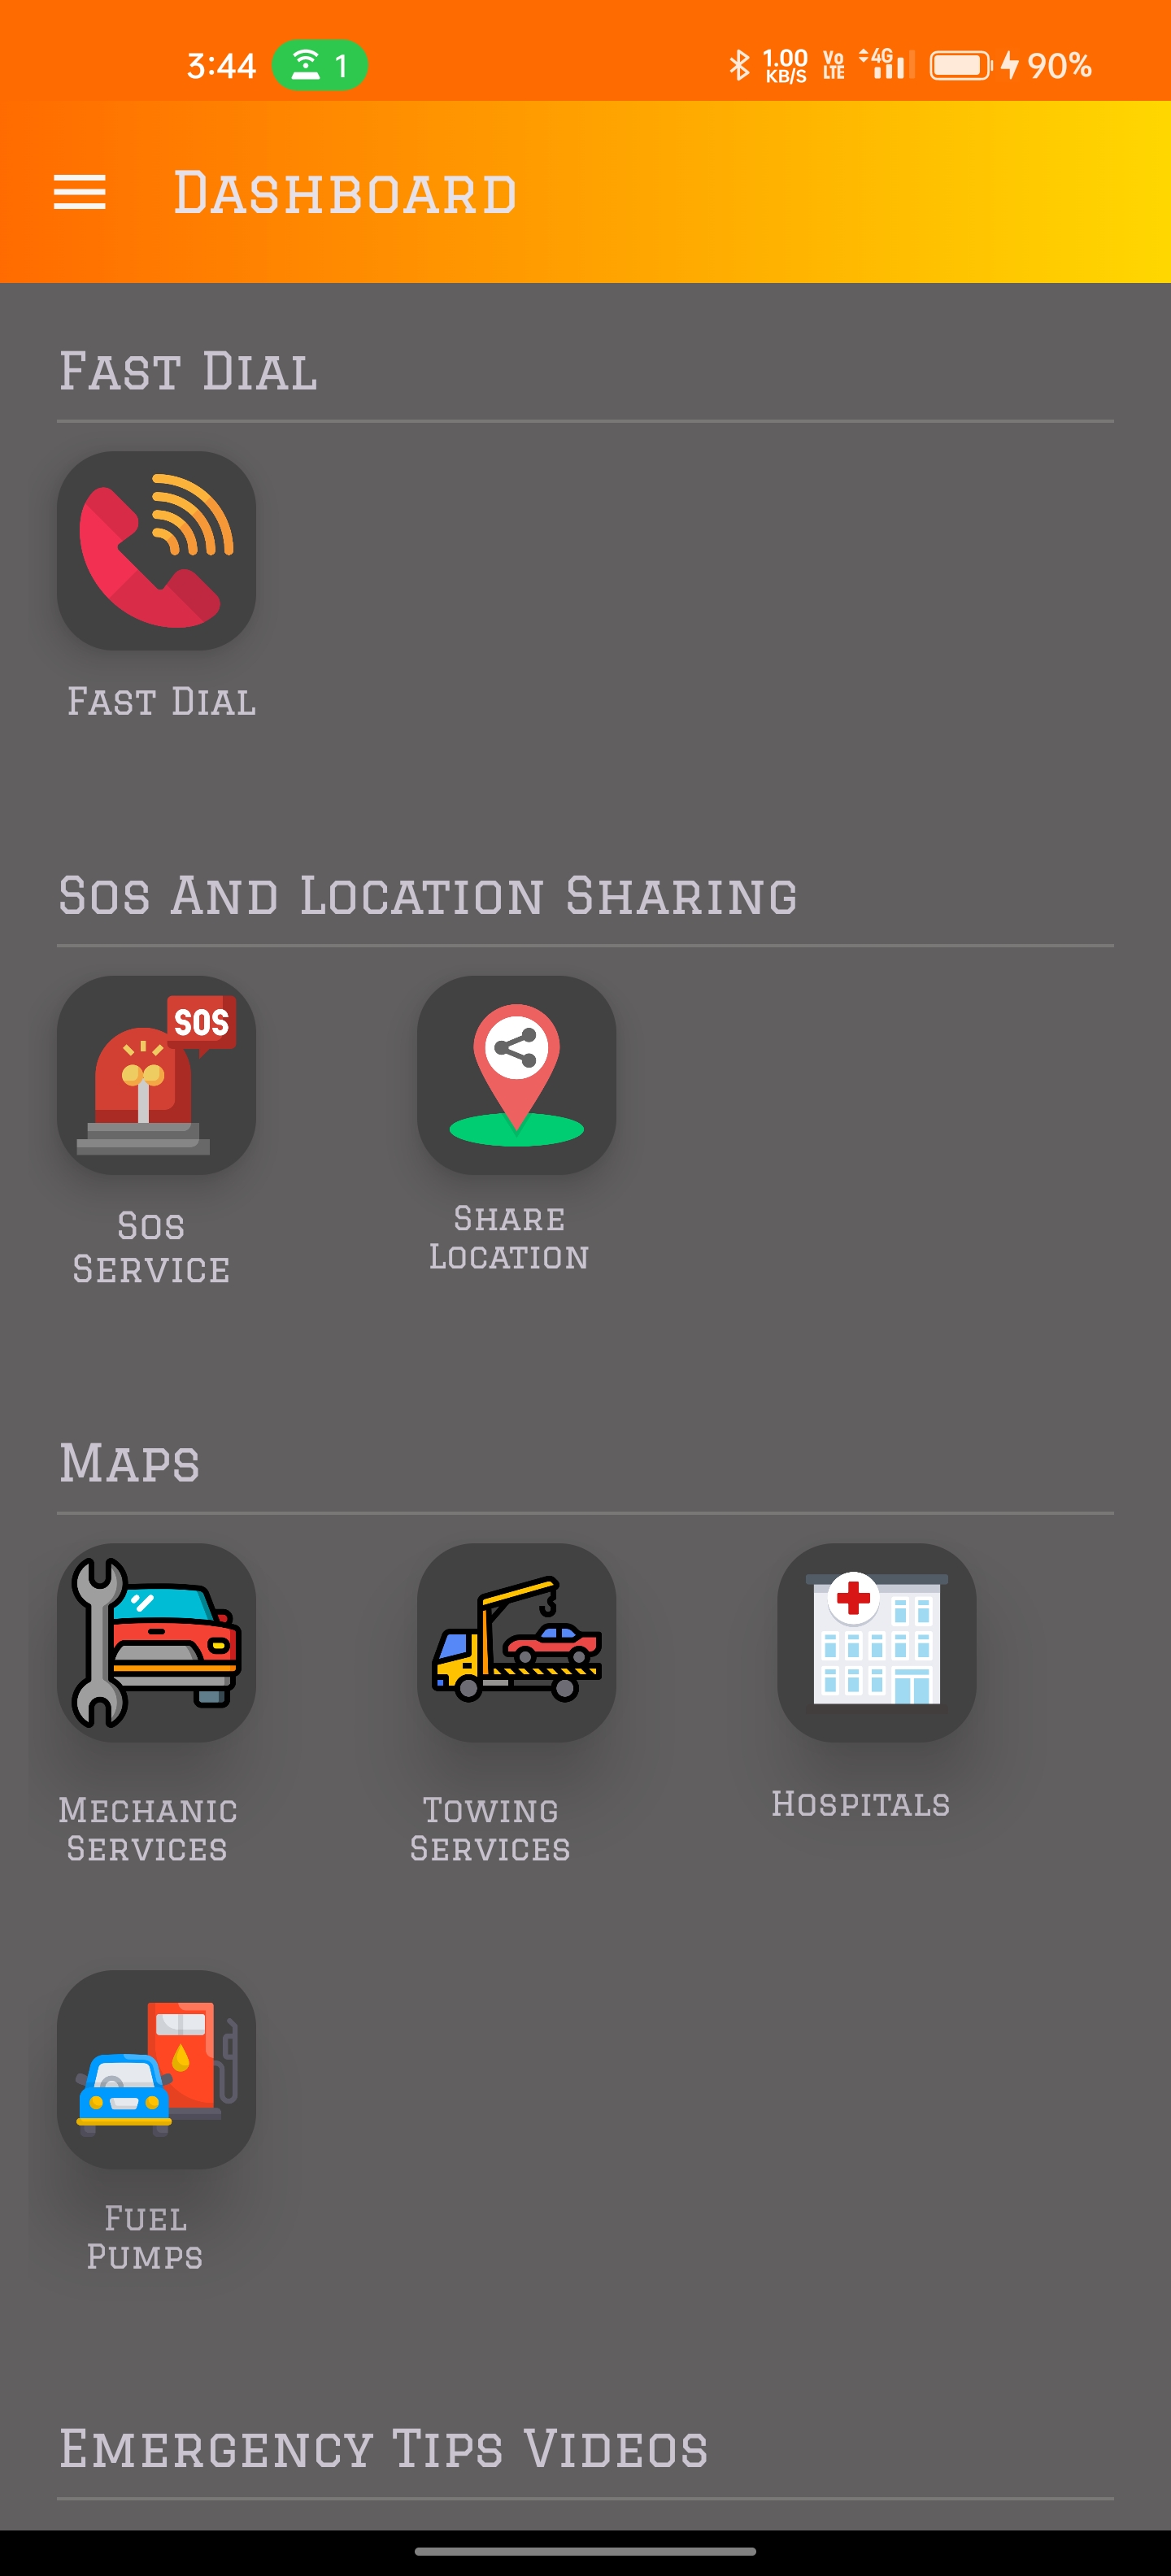 3:44 1 1.00 KB/S Vo LTE 4G 90%
Dashboard
Fast Dial
Fast Dial
Sos And Location Sharing
SOS
Sos Service
Share Location
Maps
Mechanic Services
Towing Services
Hospitals
Fuel Pumps
Emergency Tips Videos